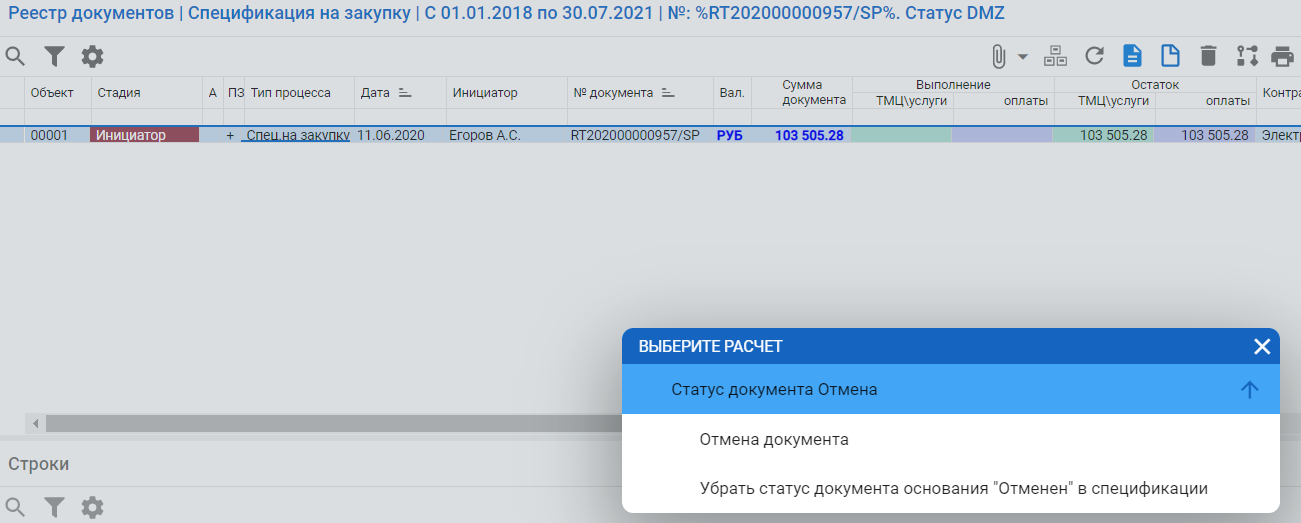 Реестр документов | Спецификация на закупку | С 01.01.2018 по 30.07.2021 | №: %RT202000000957/SP%. Статус DMZ
Объект Стадия А ПЗ Тип процесса Дата Инициатор № документа Вал. Сумма документа Выполнение Остаток Контра
ТМЦ\услуги оплаты ТМЦ\услуги оплаты
00001 Инициатор + Спец.на закупку 11.06.2020 Егоров А.С. RT202000000957/SP РУБ 103 505.28 103 505.28 103 505.28 Электр
ВЫБЕРИТЕ РАСЧЕТ
Статус документа Отмена
Отмена документа
Убрать статус документа основания "Отменен" в спецификации
Строки